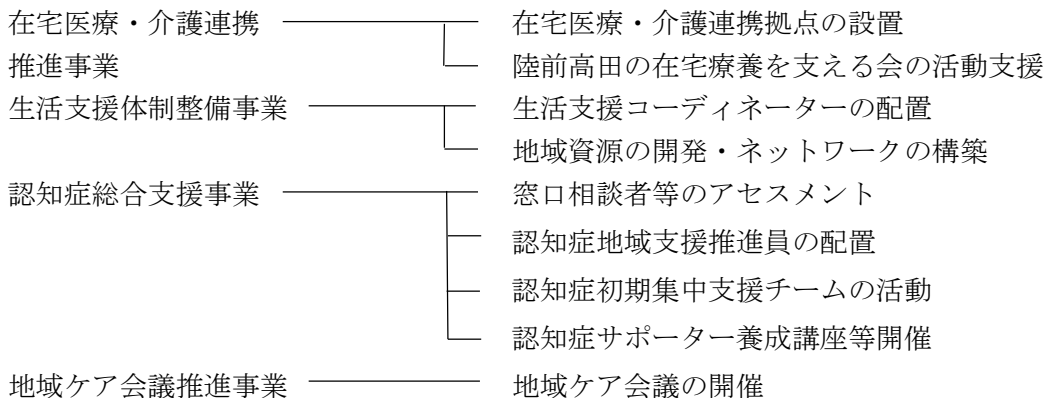 在宅医療・介護連携 在宅医療・介護連携拠点の設置
推進事業 陸前高田の在宅療養を支える会の活動支援
生活支援体制整備事業 生活支援コーディネーターの配置
地域資源の開発・ネットワークの構築
認知症総合支援事業 窓口相談者等のアセスメント
認知症地域支援推進員の配置
認知症初期集中支援チームの活動
認知症サポーター養成講座等開催
地域ケア会議推進事業 地域ケア会議の開催